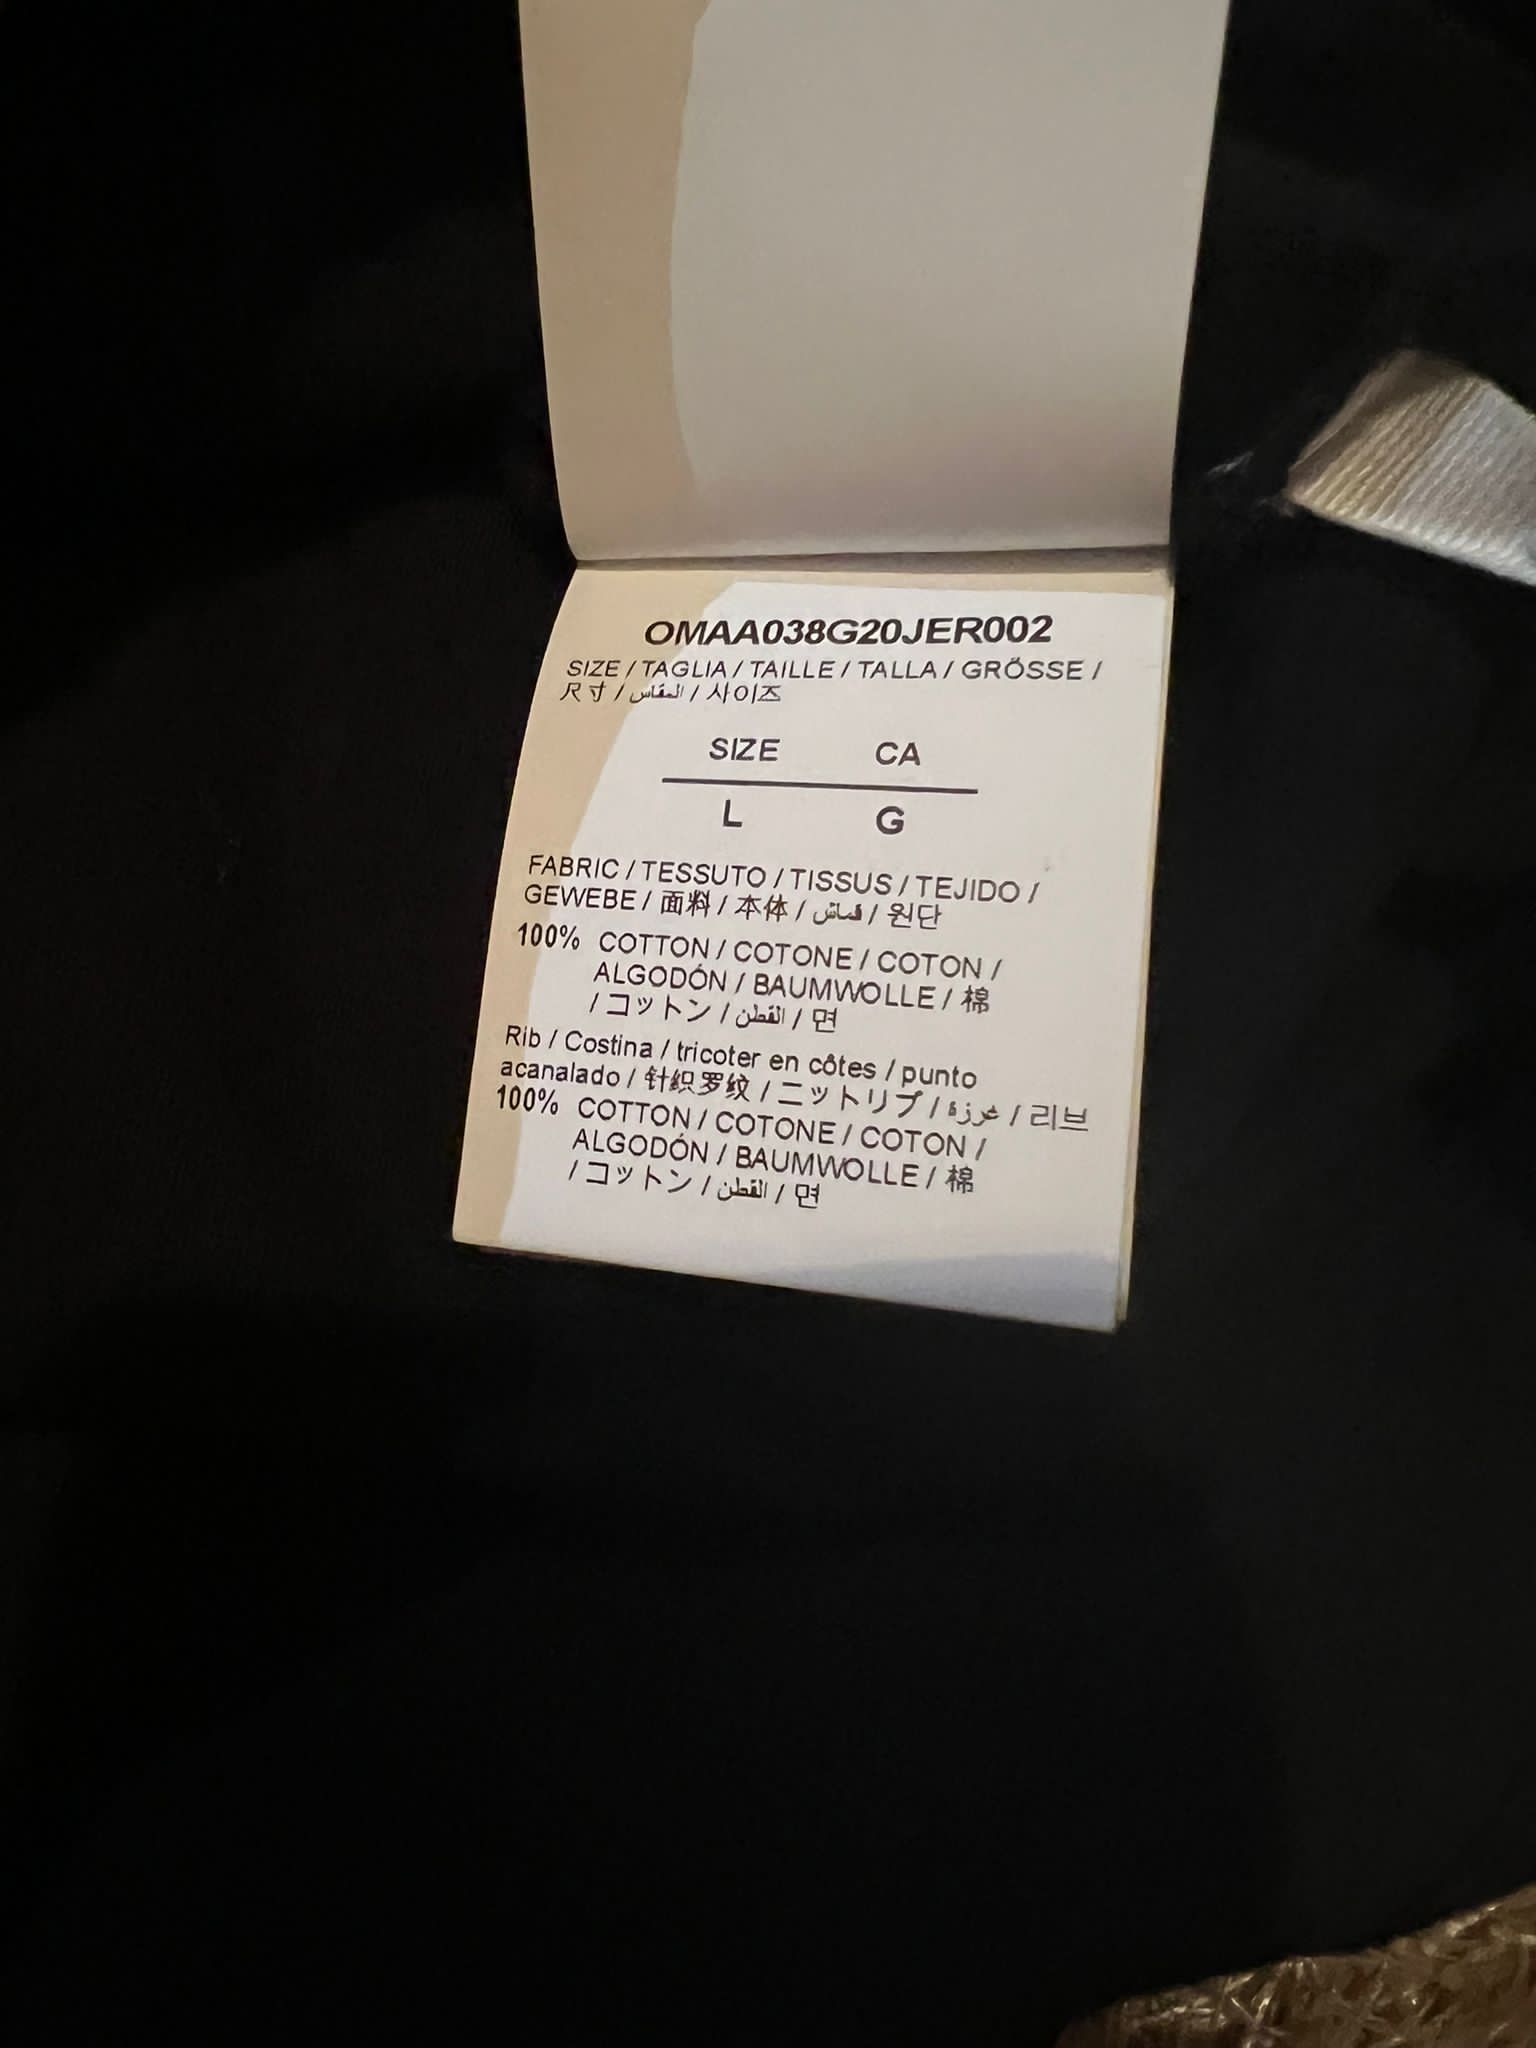 OMAA038G20JER002
SIZE / TAGLIA / TAILLE / TALLA / GRÖSSE /
尺寸 / المقاس / 사이즈
SIZE CA
L G
FABRIC / TESSUTO / TISSUS / TEJIDO /
GEWEBE / 面料 / 本体 / قماش / 원단
100% COTTON / COTONE / COTON /
ALGODÓN / BAUMWOLLE / 棉
/ コットン / القطن / 면
Rib / Costina / tricoter en côtes / punto
acanalado / 针织罗纹 / ニットリブ / غرزة / 리브
100% COTTON / COTONE / COTON /
ALGODÓN / BAUMWOLLE / 棉
/ コットン / القطن / 면